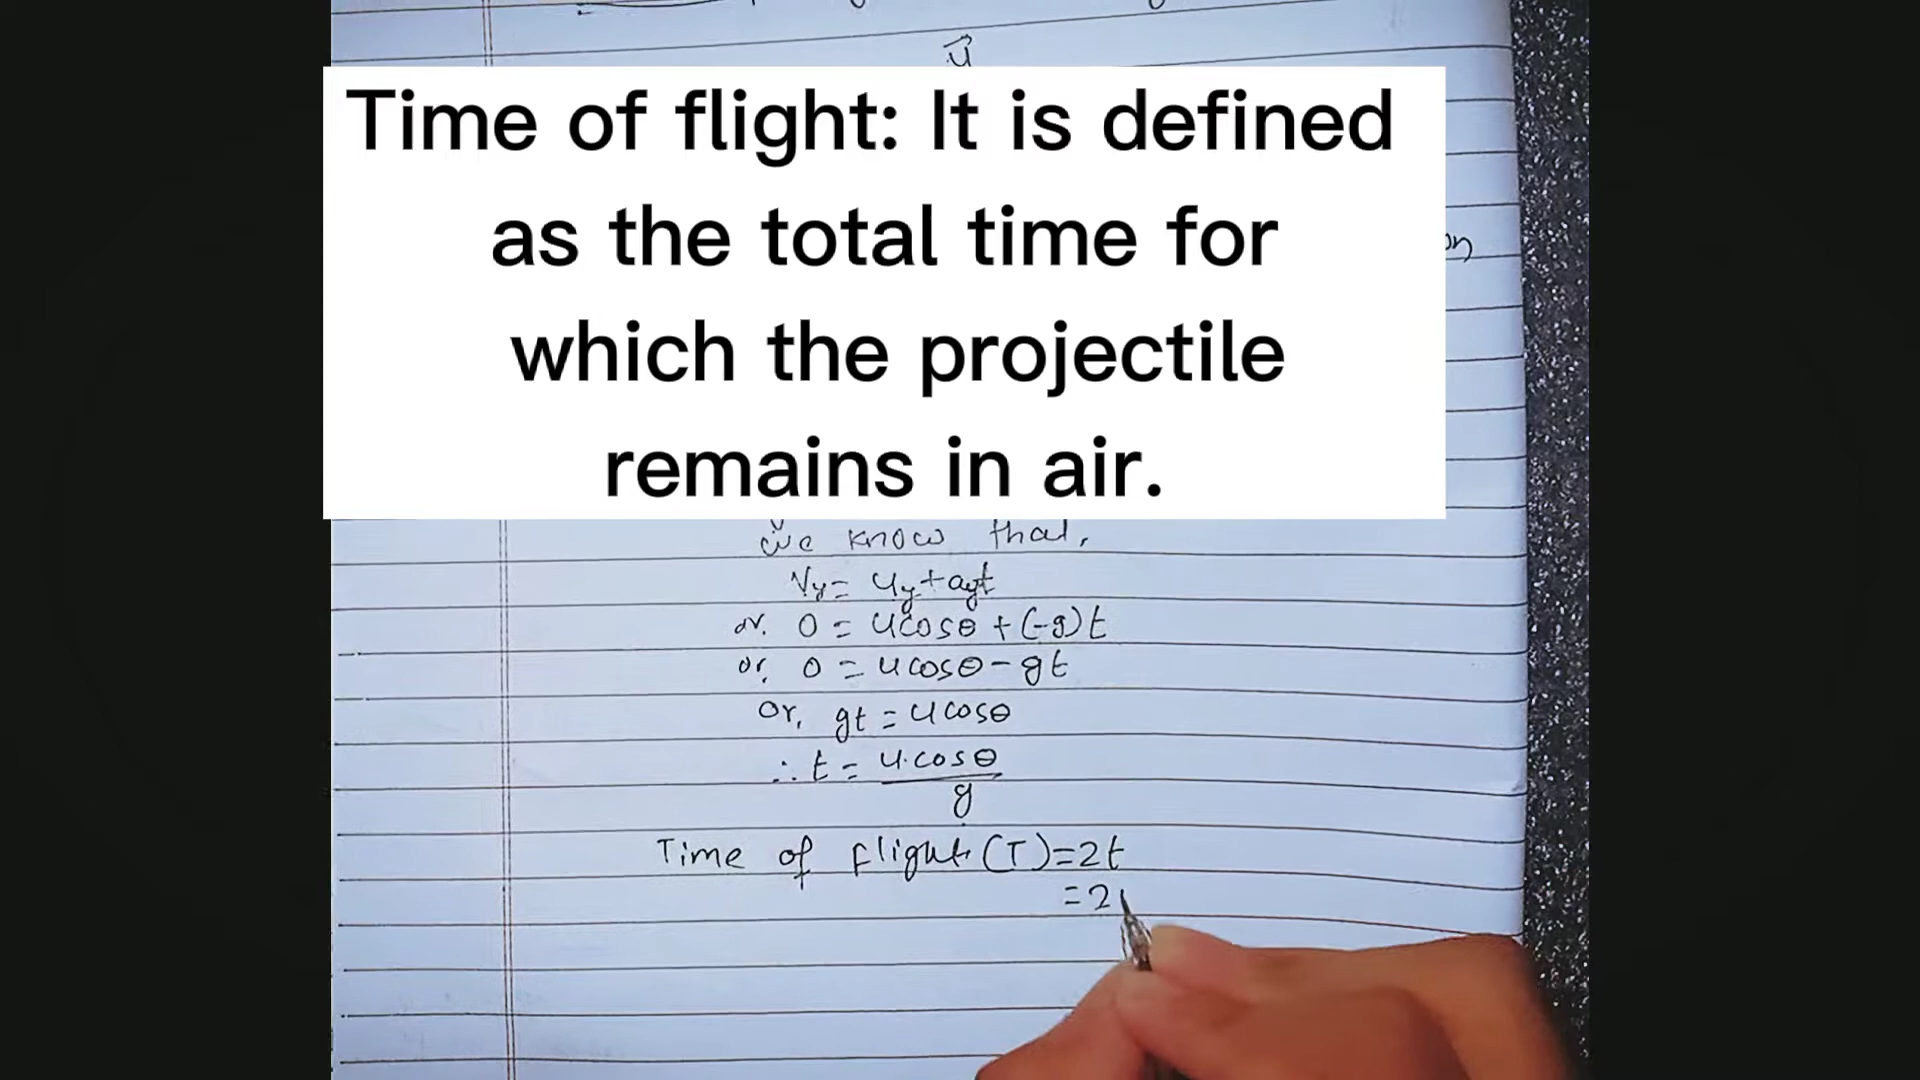 u⃗
Time of flight: It is defined
as the total time for
which the projectile
remains in air.
on
we know that,
Vy = uy + ayt
or. 0 = ucosθ + (-g)t
or, 0 = ucosθ - gt
or, gt = ucosθ
∴ t = u.cosθ
g
Time of flight (T) = 2t
= 2